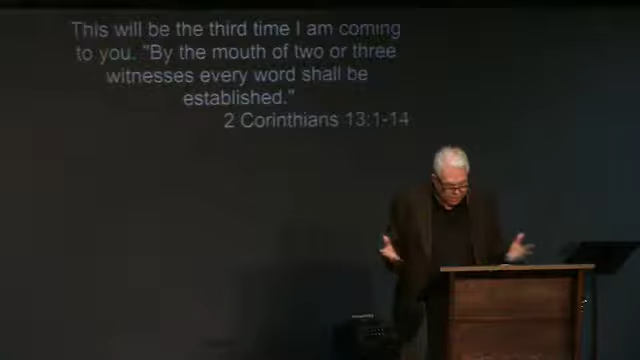 This will be the third time I am coming
to you. "By the mouth of two or three
witnesses every word shall be
established."
2 Corinthians 13:1-14